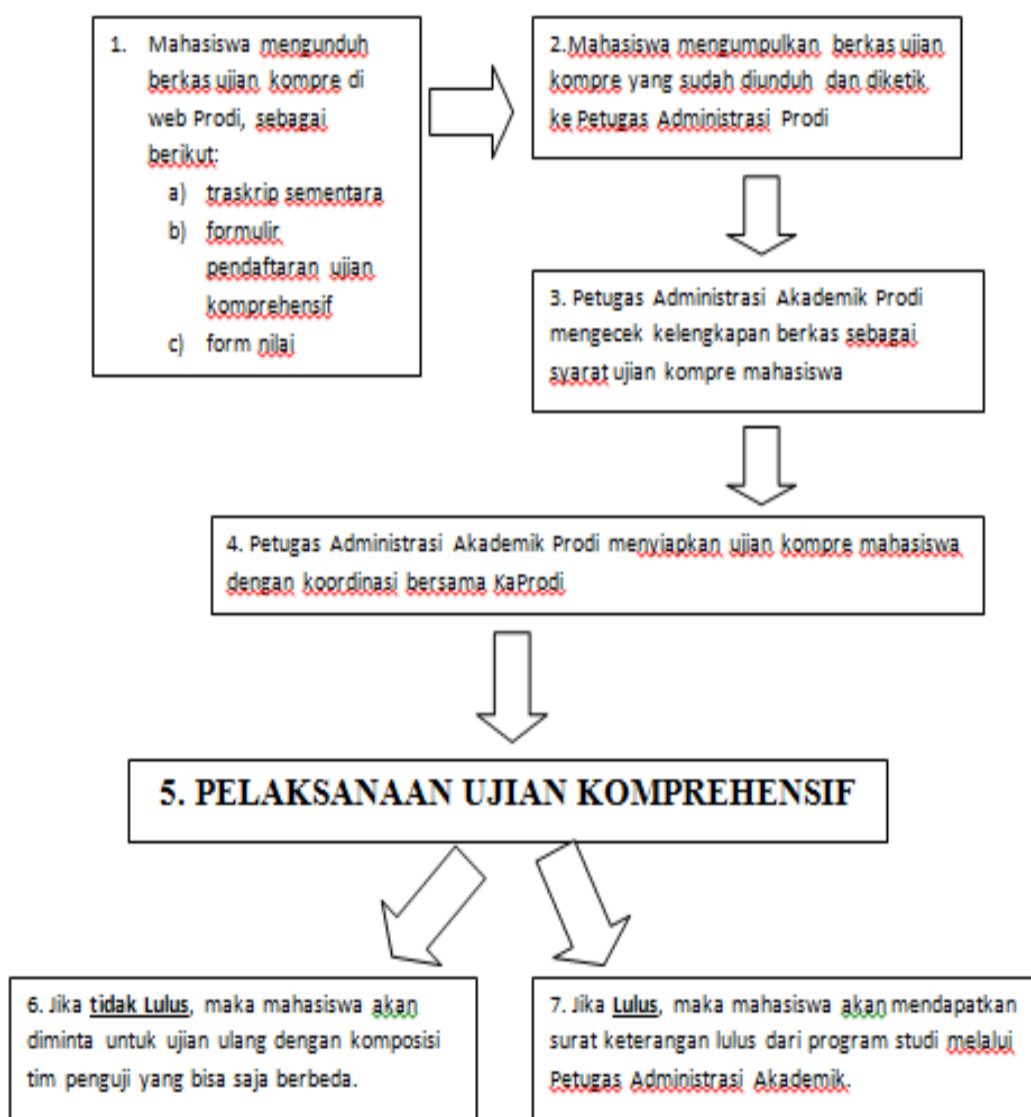 1. Mahasiswa mengunduh
berkas ujian kompre di
web Prodi, sebagai
berikut:
a) traskrip sementara
b) formulir
pendaftaran ujian
komprehensif
c) form nilai
2.Mahasiswa mengumpulkan berkas ujian
kompre yang sudah diunduh dan diketik
ke Petugas Administrasi Prodi
3. Petugas Administrasi Akademik Prodi
mengecek kelengkapan berkas sebagai
syarat ujian kompre mahasiswa
4. Petugas Administrasi Akademik Prodi menyiapkan ujian kompre mahasiswa
dengan koordinasi bersama KaProdi
5. PELAKSANAAN UJIAN KOMPREHENSIF
6. Jika tidak Lulus, maka mahasiswa akan
diminta untuk ujian ulang dengan komposisi
tim penguji yang bisa saja berbeda.
7. Jika Lulus, maka mahasiswa akan mendapatkan
surat keterangan lulus dari program studi melalui
Petugas Administrasi Akademik.